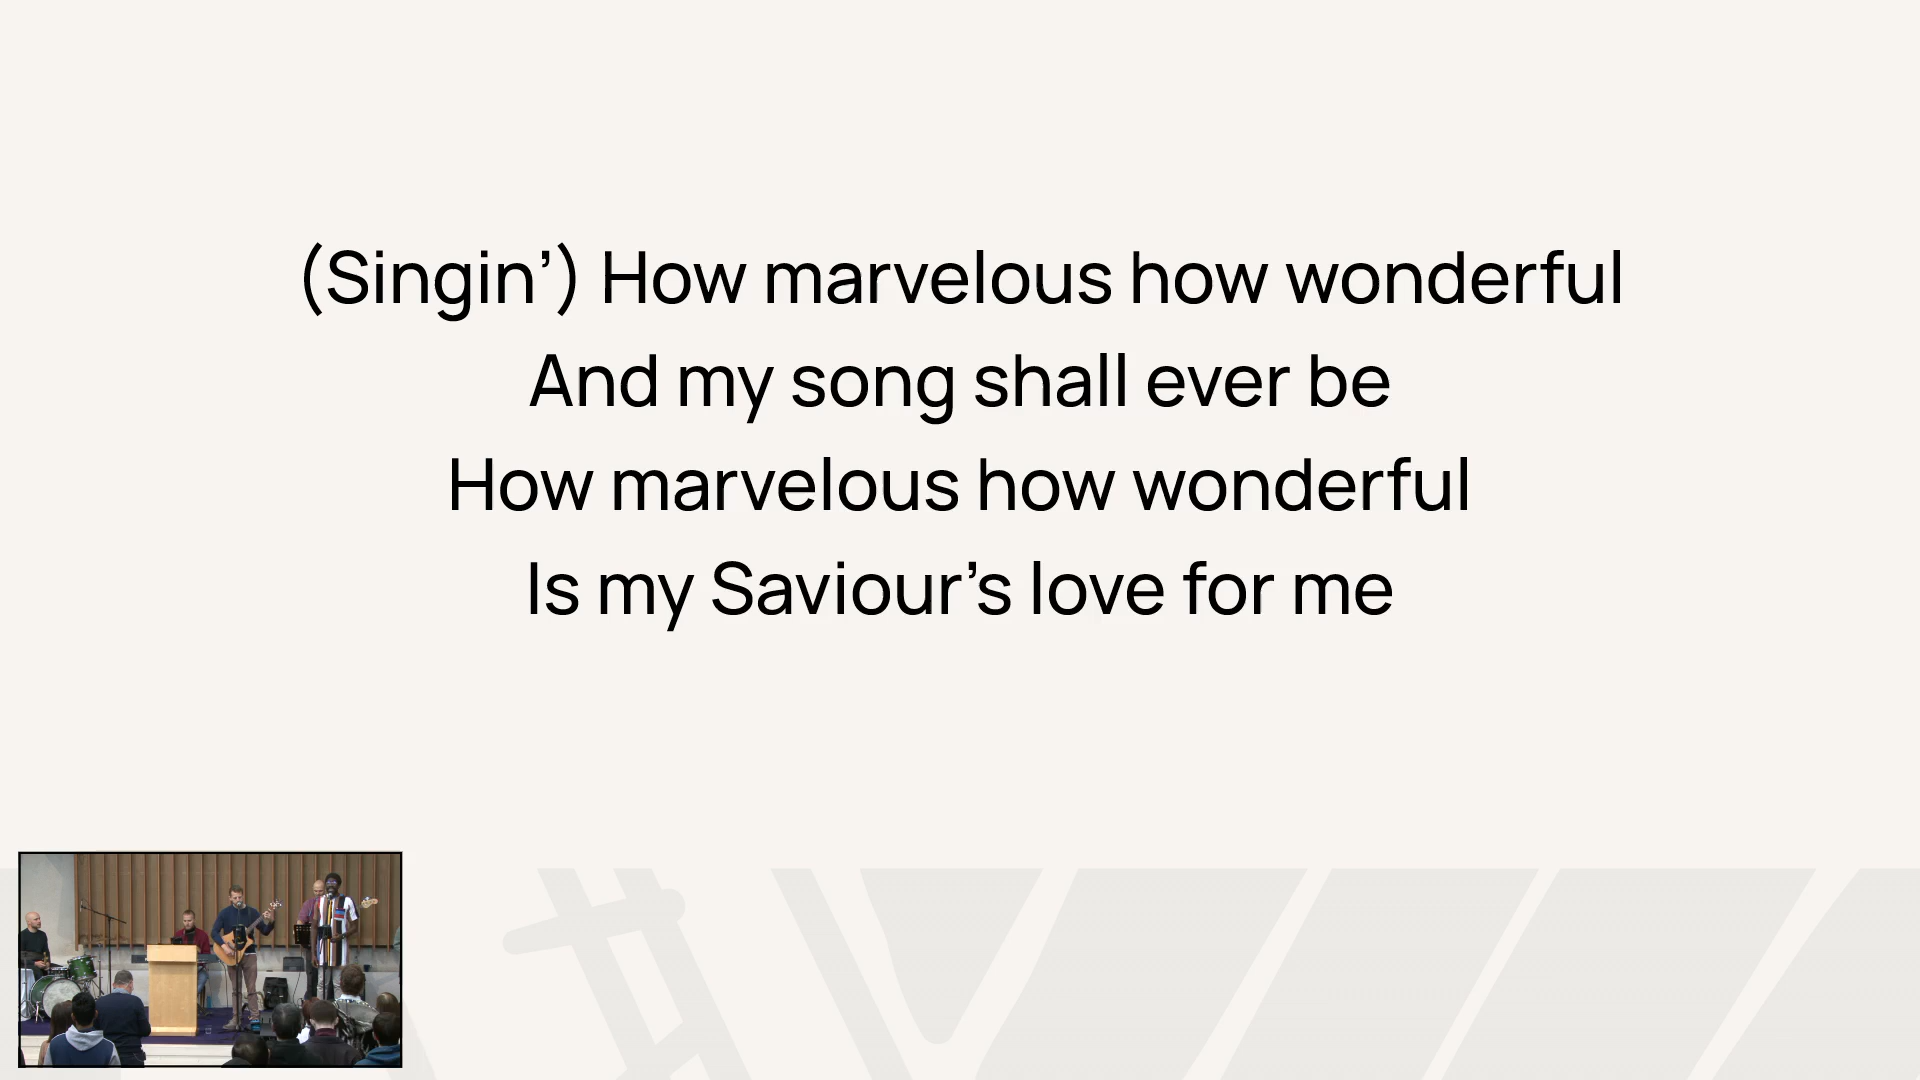 (Singin’) How marvelous how wonderful
And my song shall ever be
How marvelous how wonderful
Is my Saviour’s love for me